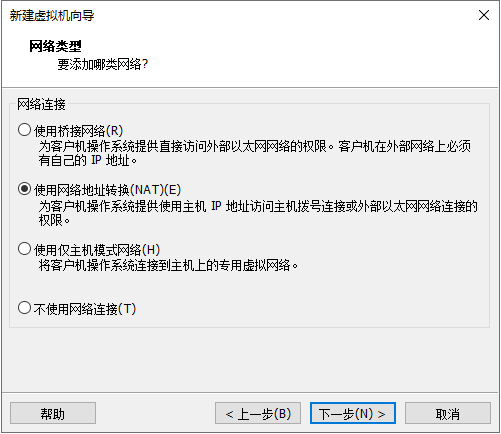 新建虚拟机向导
网络类型
要添加哪类网络?
网络连接
使用桥接网络(R)
为客户机操作系统提供直接访问外部以太网网络的权限。客户机在外部网络上必须
有自己的 IP 地址。
使用网络地址转换(NAT)(E)
为客户机操作系统提供使用主机 IP 地址访问主机拨号连接或外部以太网网络连接的
权限。
使用仅主机模式网络(H)
将客户机操作系统连接到主机上的专用虚拟网络。
不使用网络连接(T)
帮助
< 上一步(B)
下一步(N) >
取消